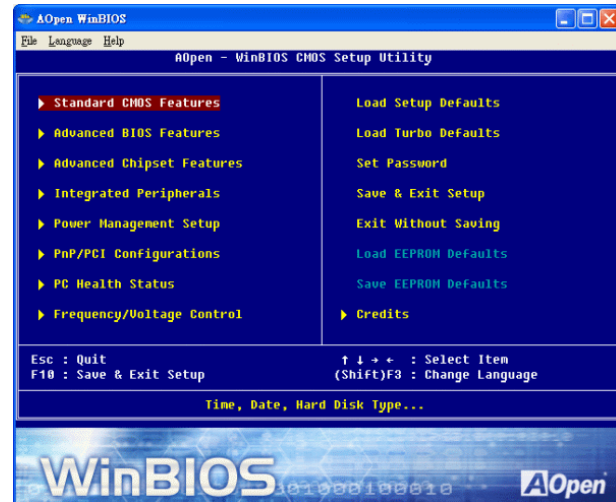 AOpen WinBIOS
File Language Help
AOpen - WinBIOS CMOS Setup Utility
Standard CMOS Features
Advanced BIOS Features
Advanced Chipset Features
Integrated Peripherals
Power Management Setup
PnP/PCI Configurations
PC Health Status
Frequency/Voltage Control
Load Setup Defaults
Load Turbo Defaults
Set Password
Save & Exit Setup
Exit Without Saving
Load EEPROM Defaults
Save EEPROM Defaults
Credits
Esc : Quit
F10 : Save & Exit Setup
↑ ↓ → ← : Select Item
(Shift)F3 : Change Language
Time, Date, Hard Disk Type...
WinBIOS
AOpen